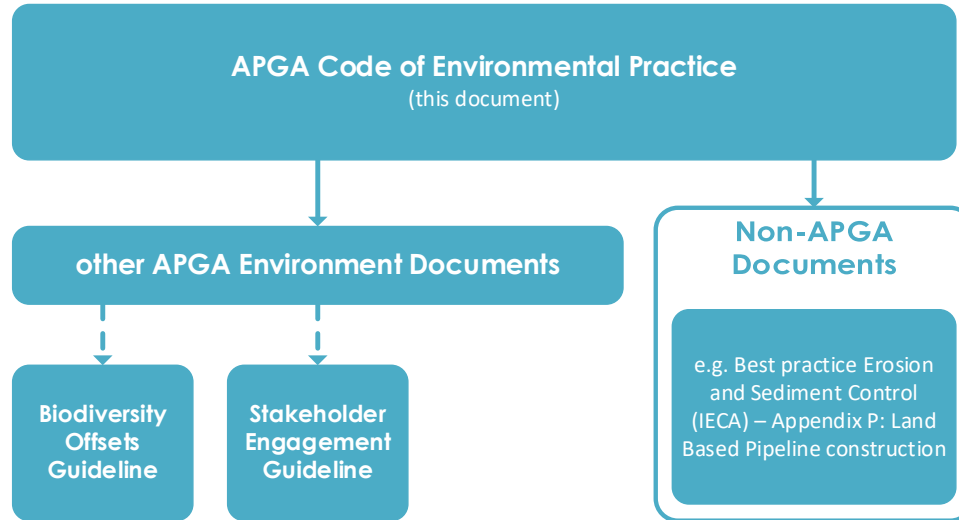 APGA Code of Environmental Practice
(this document)
other APGA Environment Documents
Biodiversity
Offsets
Guideline
Stakeholder
Engagement
Guideline
Non-APGA
Documents
e.g. Best practice Erosion
and Sediment Control
(IECA) – Appendix P: Land
Based Pipeline construction